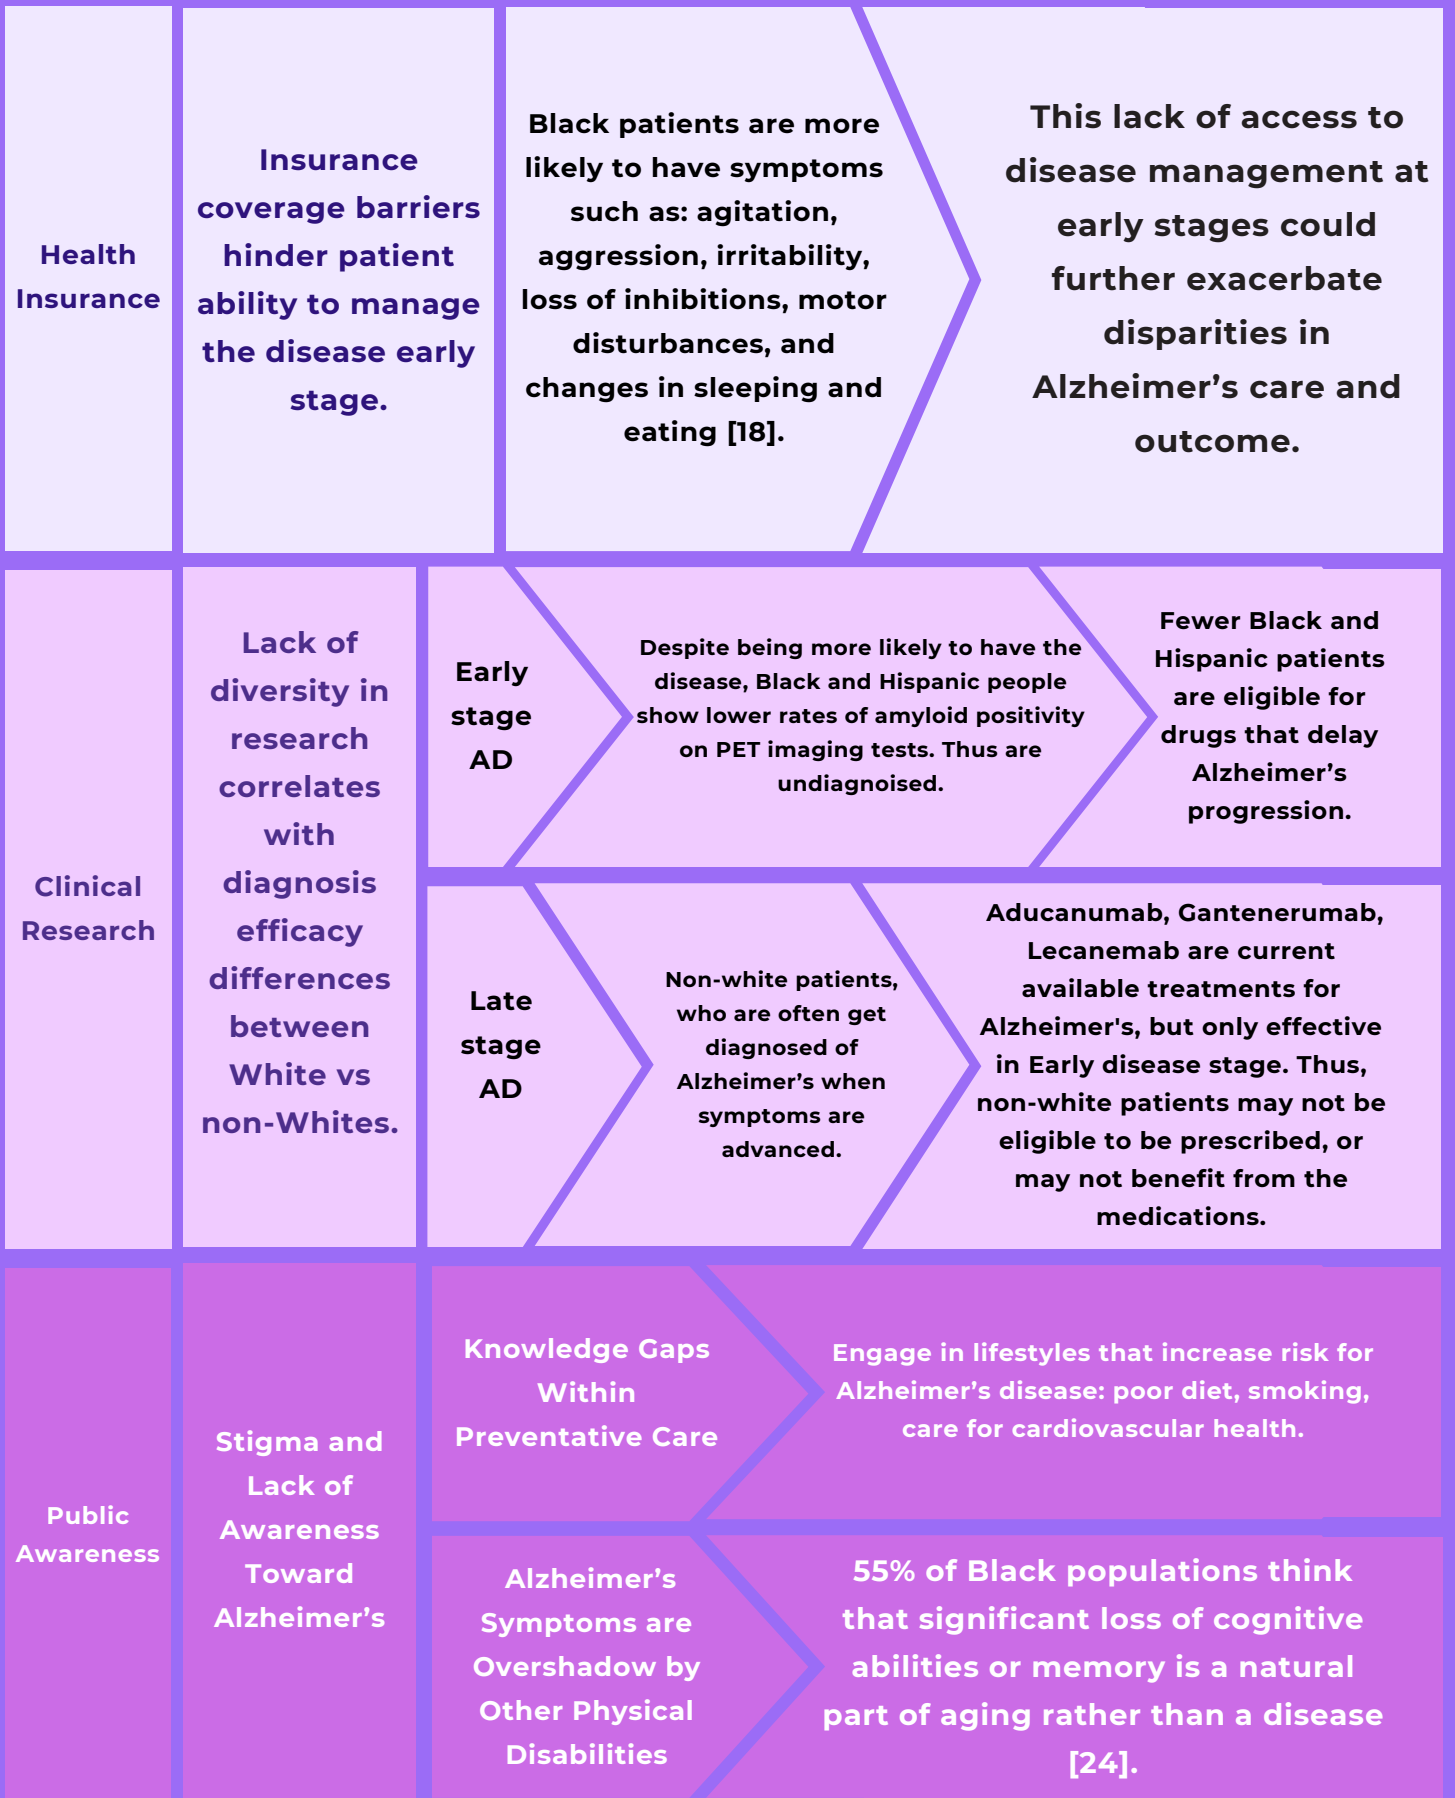 Health
Insurance
Insurance
coverage barriers
hinder patient
ability to manage
the disease early
stage.
Black patients are more
likely to have symptoms
such as: agitation,
aggression, irritability,
loss of inhibitions, motor
disturbances, and
changes in sleeping and
eating [18].
This lack of access to
disease management at
early stages could
further exacerbate
disparities in
Alzheimer’s care and
outcome.
Clinical
Research
Lack of
diversity in
research
correlates
with
diagnosis
efficacy
differences
between
White vs
non-Whites.
Early
stage
AD
Despite being more likely to have the
disease, Black and Hispanic people
show lower rates of amyloid positivity
on PET imaging tests. Thus are
undiagnoised.
Fewer Black and
Hispanic patients
are eligible for
drugs that delay
Alzheimer’s
progression.
Late
stage
AD
Non-white patients,
who are often get
diagnosed of
Alzheimer’s when
symptoms are
advanced.
Aducanumab, Gantenerumab,
Lecanemab are current
available treatments for
Alzheimer's, but only effective
in Early disease stage. Thus,
non-white patients may not be
eligible to be prescribed, or
may not benefit from the
medications.
Public
Awareness
Stigma and
Lack of
Awareness
Toward
Alzheimer’s
Knowledge Gaps
Within
Preventative Care
Engage in lifestyles that increase risk for
Alzheimer’s disease: poor diet, smoking,
care for cardiovascular health.
Alzheimer’s
Symptoms are
Overshadow by
Other Physical
Disabilities
55% of Black populations think
that significant loss of cognitive
abilities or memory is a natural
part of aging rather than a disease
[24].